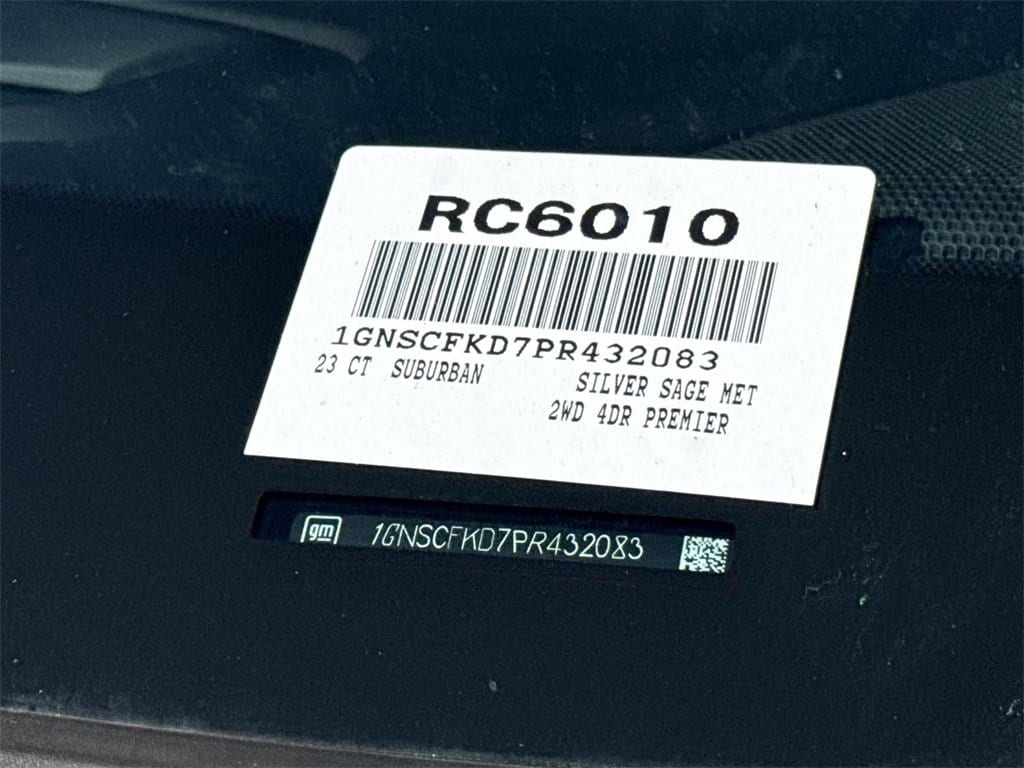 RC6010
1GNSCFKD7PR432083
23 CT SUBURBAN SILVER SAGE MET
2WD 4DR PREMIER
gm 1GNSCFKD7PR432083